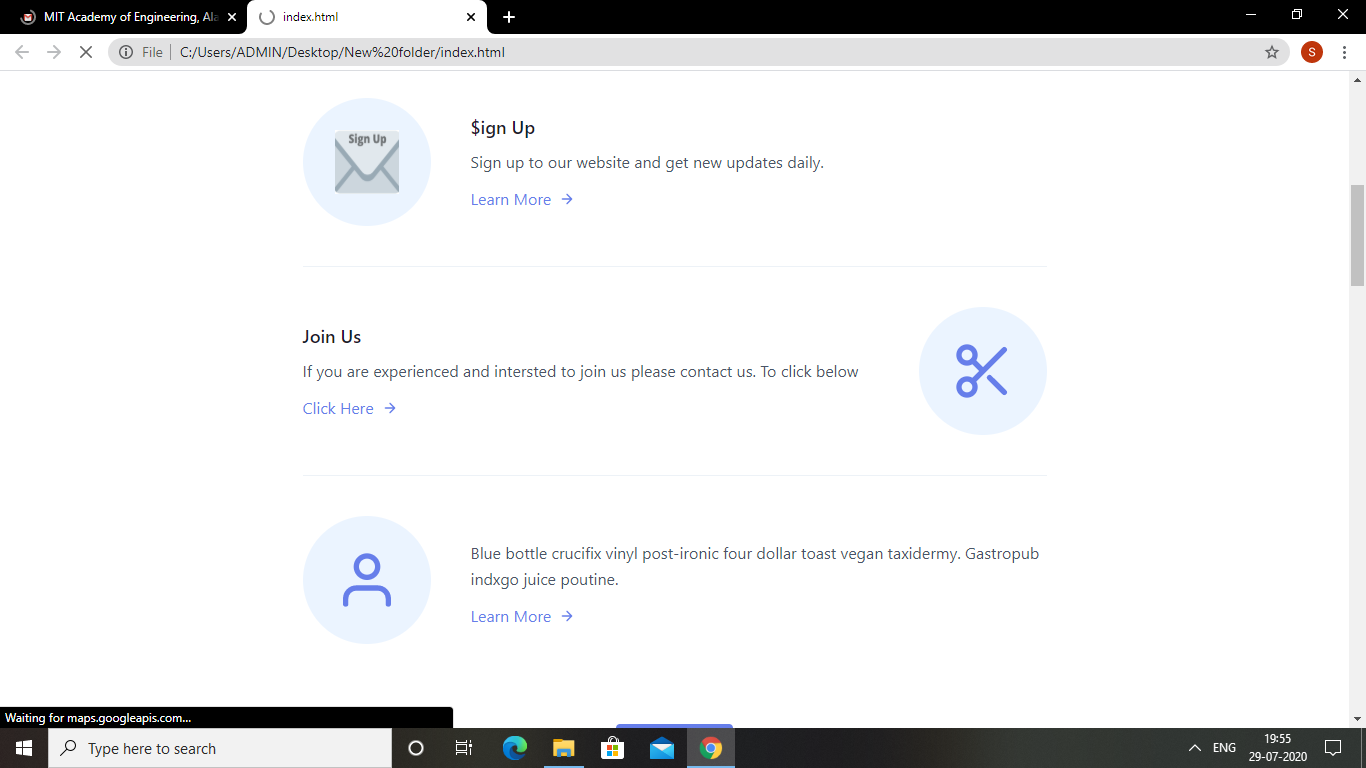 MIT Academy of Engineering, Ala
index.html
File
C:/Users/ADMIN/Desktop/New%20folder/index.html
S
Sign Up
$ign Up
Sign up to our website and get new updates daily.
Learn More →
Join Us
If you are experienced and intersted to join us please contact us. To click below
Click Here →
Blue bottle crucifix vinyl post-ironic four dollar toast vegan taxidermy. Gastropub
indxgo juice poutine.
Learn More →
Waiting for maps.googleapis.com...
Type here to search
ENG
19:55
29-07-2020